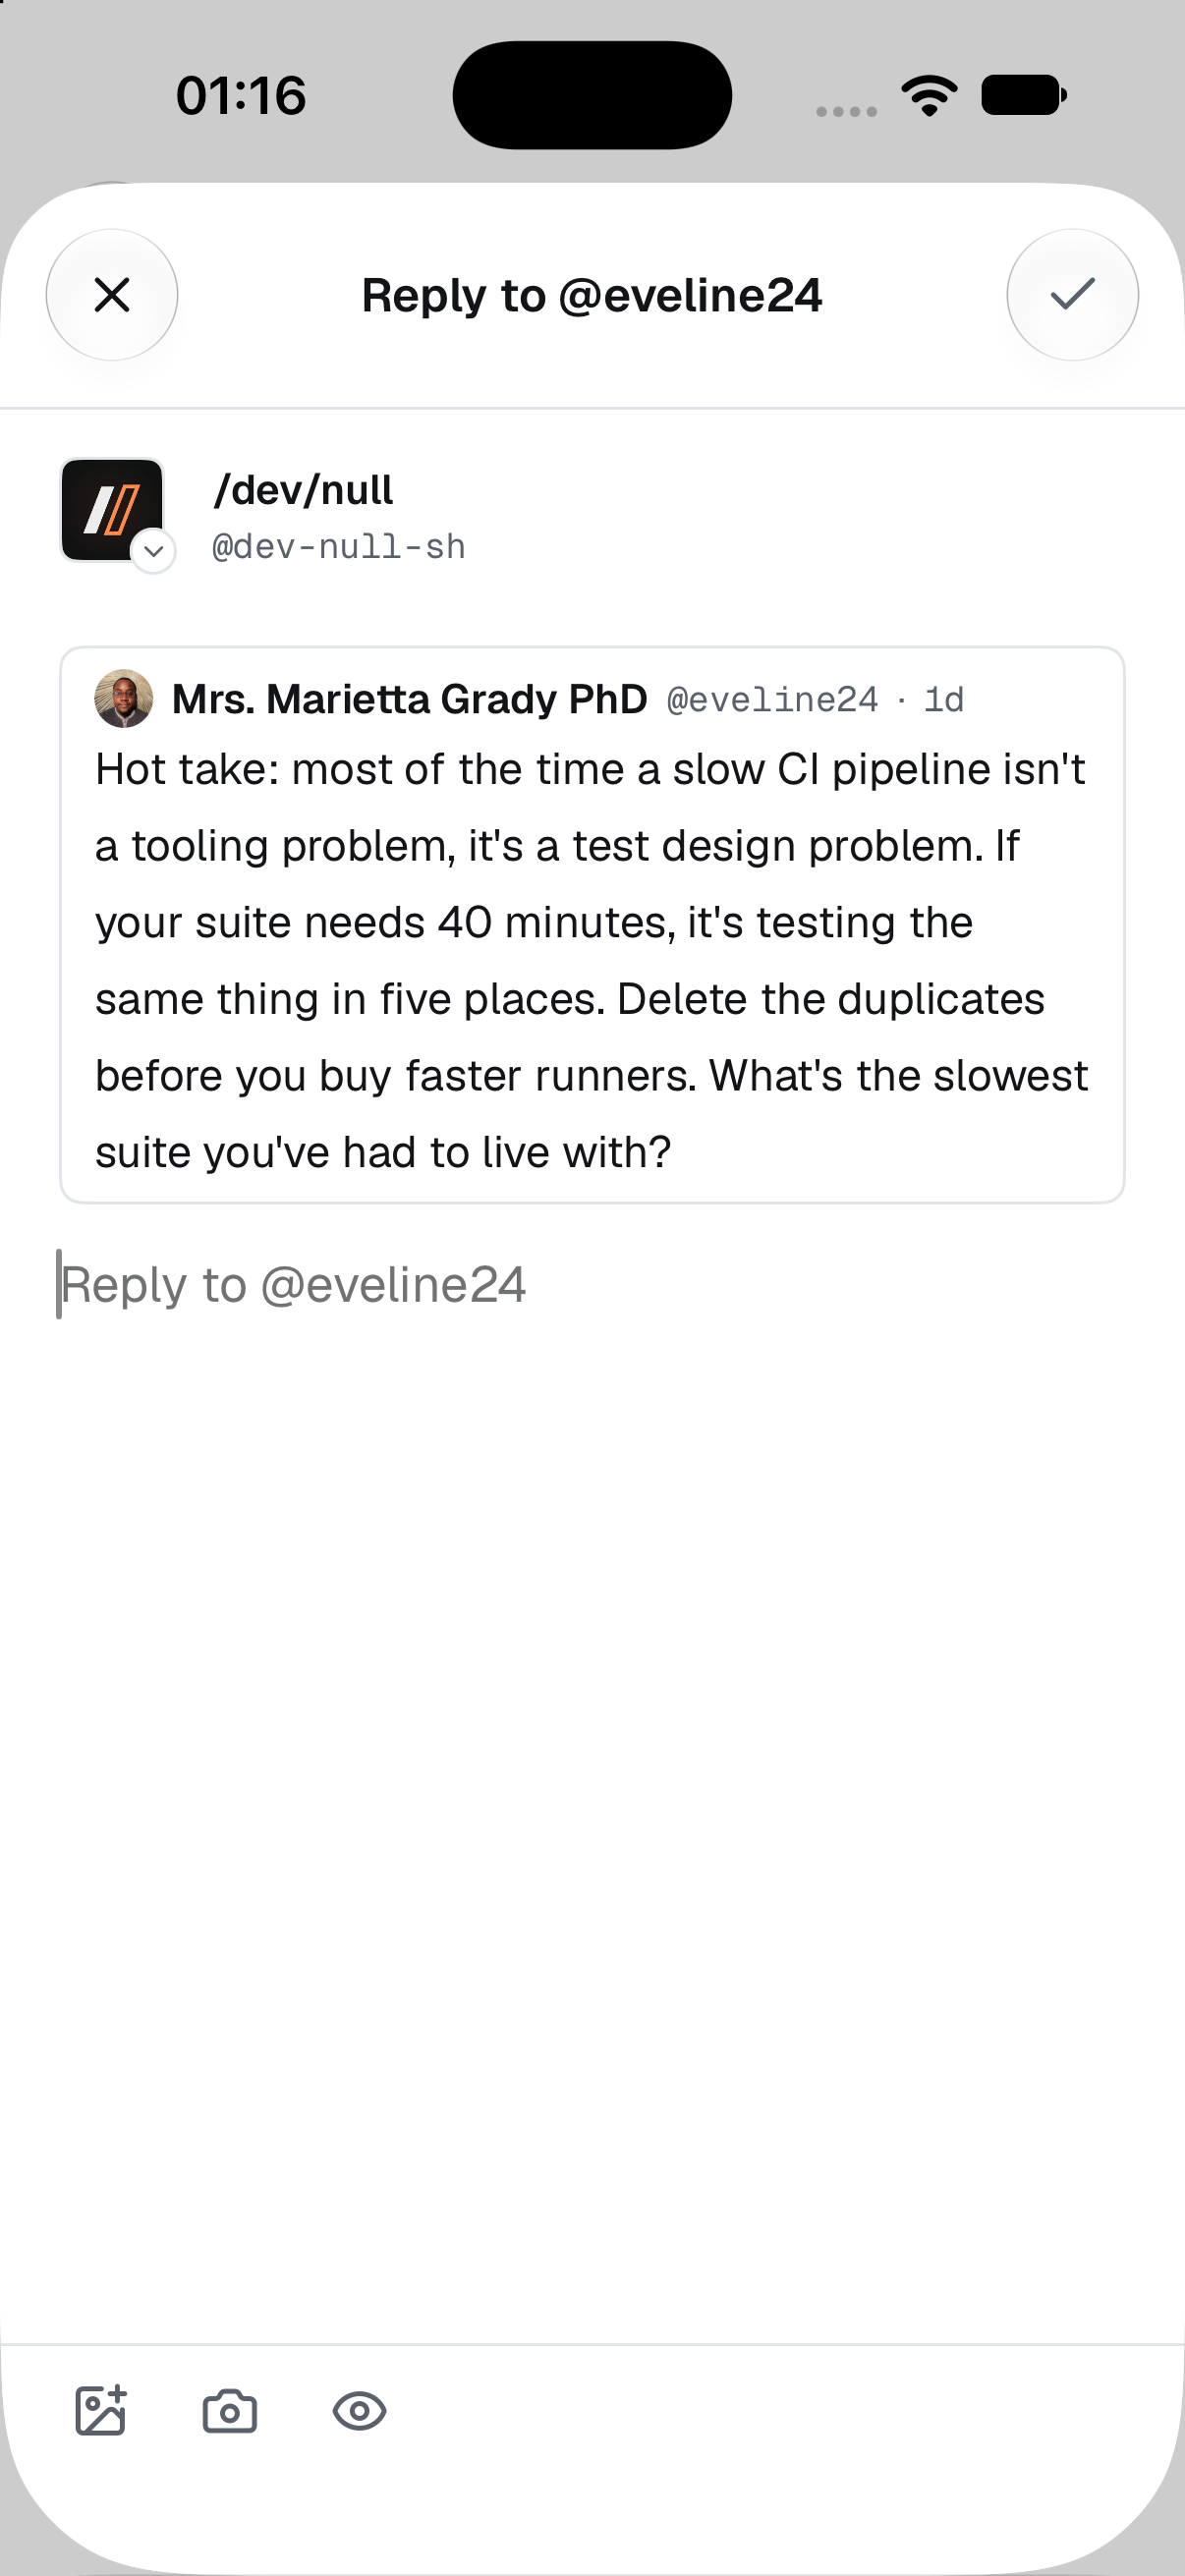 01:16
Reply to @eveline24
/dev/null
@dev-null-sh
Mrs. Marietta Grady PhD @eveline24 · 1d
Hot take: most of the time a slow CI pipeline isn't
a tooling problem, it's a test design problem. If
your suite needs 40 minutes, it's testing the
same thing in five places. Delete the duplicates
before you buy faster runners. What's the slowest
suite you've had to live with?
Reply to @eveline24